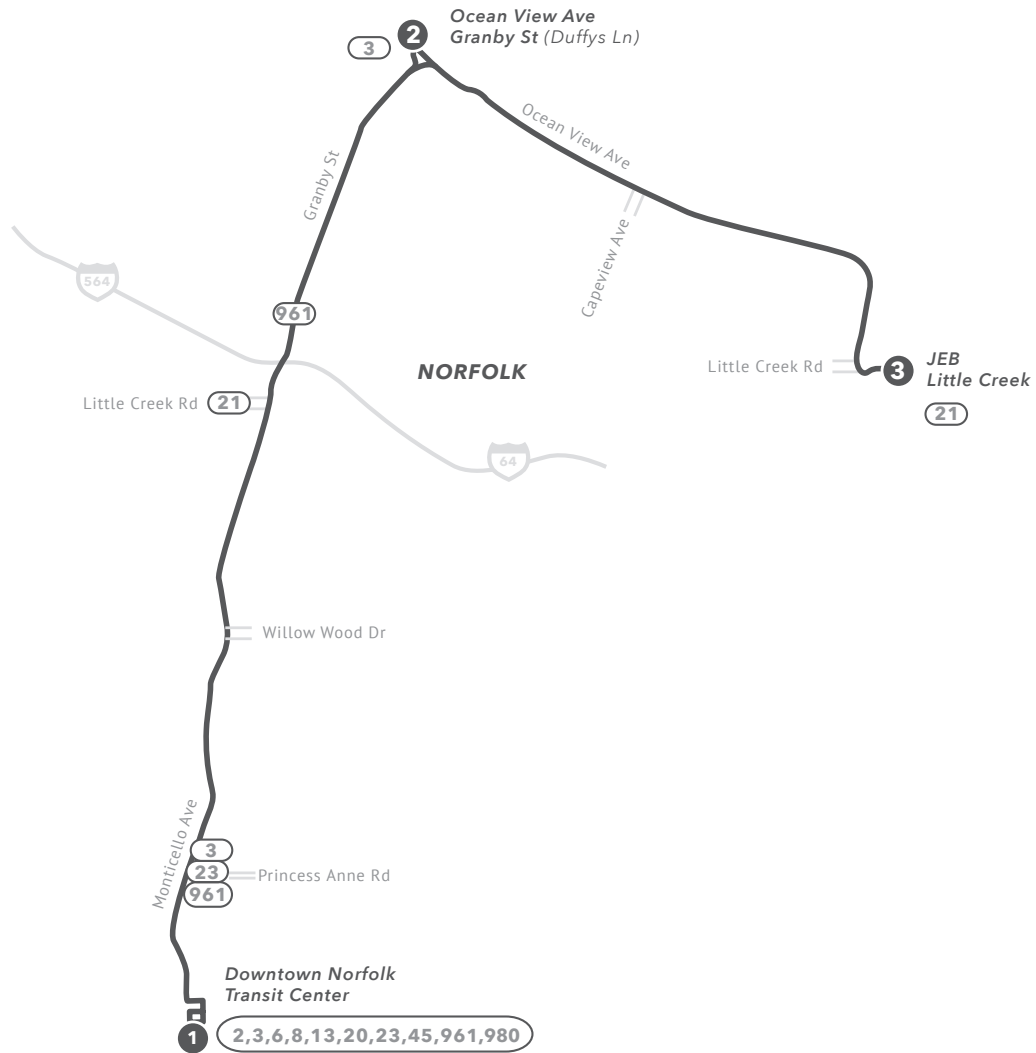 Ocean View Ave
2
Granby St (Duffys Ln)
3
Ocean View Ave
Granby St
Capeview Ave
564
961
NORFOLK
JEB
Little Creek Rd
3
Little Creek
Little Creek Rd
21
21
64
Willow Wood Dr
Monticello Ave
3
23
Princess Anne Rd
961
Downtown Norfolk
Transit Center
1
2,3,6,8,13,20,23,45,961,980